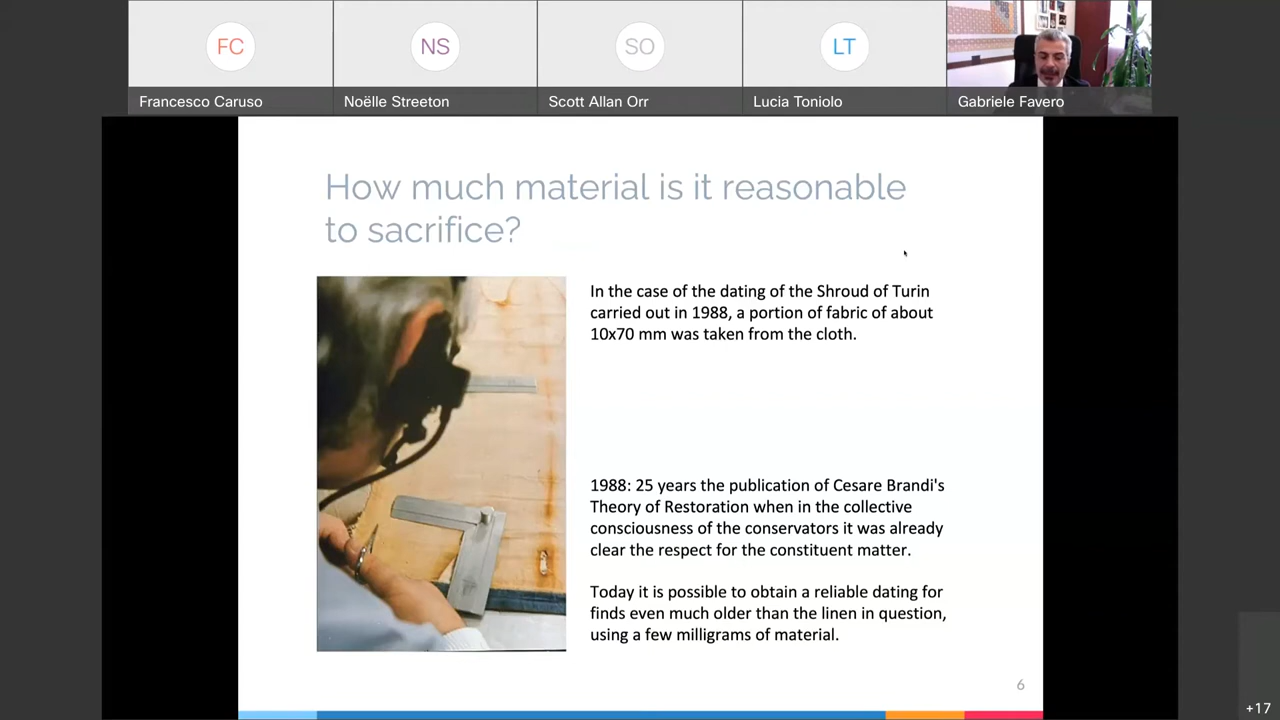 FC
NS
SO
LT
Francesco Caruso
Noëlle Streeton
Scott Allan Orr
Lucia Toniolo
Gabriele Favero
How much material is it reasonable
to sacrifice?
In the case of the dating of the Shroud of Turin
carried out in 1988, a portion of fabric of about
10x70 mm was taken from the cloth.
1988: 25 years the publication of Cesare Brandi's
Theory of Restoration when in the collective
consciousness of the conservators it was already
clear the respect for the constituent matter.
Today it is possible to obtain a reliable dating for
finds even much older than the linen in question,
using a few milligrams of material.
6
+17